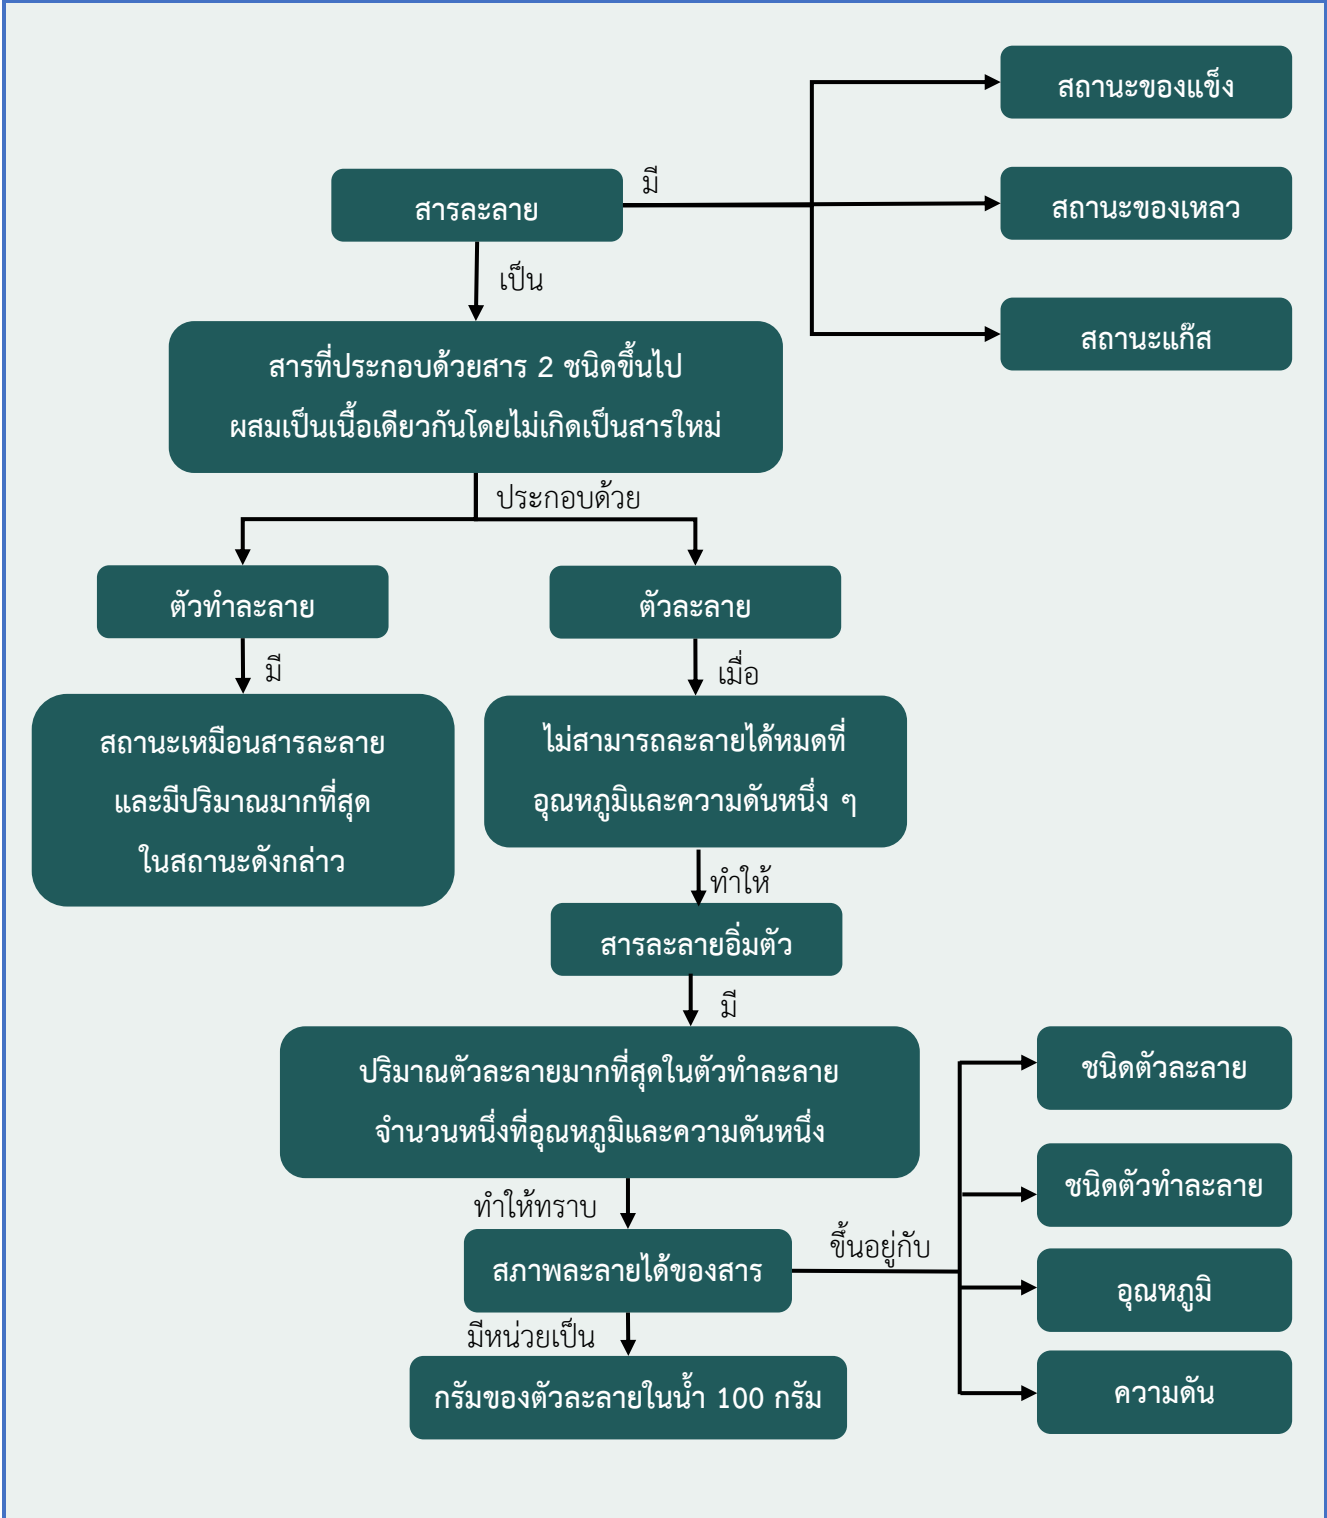 สถานะของแข็ง
มี
สารละลาย
สถานะของเหลว
เป็น
สถานะแก๊ส
สารที่ประกอบด้วยสาร 2 ชนิดขึ้นไป
ผสมเป็นเนื้อเดียวกันโดยไม่เกิดเป็นสารใหม่
ประกอบด้วย
ตัวทำละลาย
ตัวละลาย
มี
เมื่อ
สถานะเหมือนสารละลาย
และมีปริมาณมากที่สุด
ในสถานะดังกล่าว
ไม่สามารถละลายได้หมดที่
อุณหภูมิและความดันหนึ่ง ๆ
ทำให้
สารละลายอิ่มตัว
มี
ปริมาณตัวละลายมากที่สุดในตัวทำละลาย
จำนวนหนึ่งที่อุณหภูมิและความดันหนึ่ง
ชนิดตัวละลาย
ชนิดตัวทำละลาย
ทำให้ทราบ
ขึ้นอยู่กับ
สภาพละลายได้ของสาร
อุณหภูมิ
มีหน่วยเป็น
ความดัน
กรัมของตัวละลายในน้ำ 100 กรัม